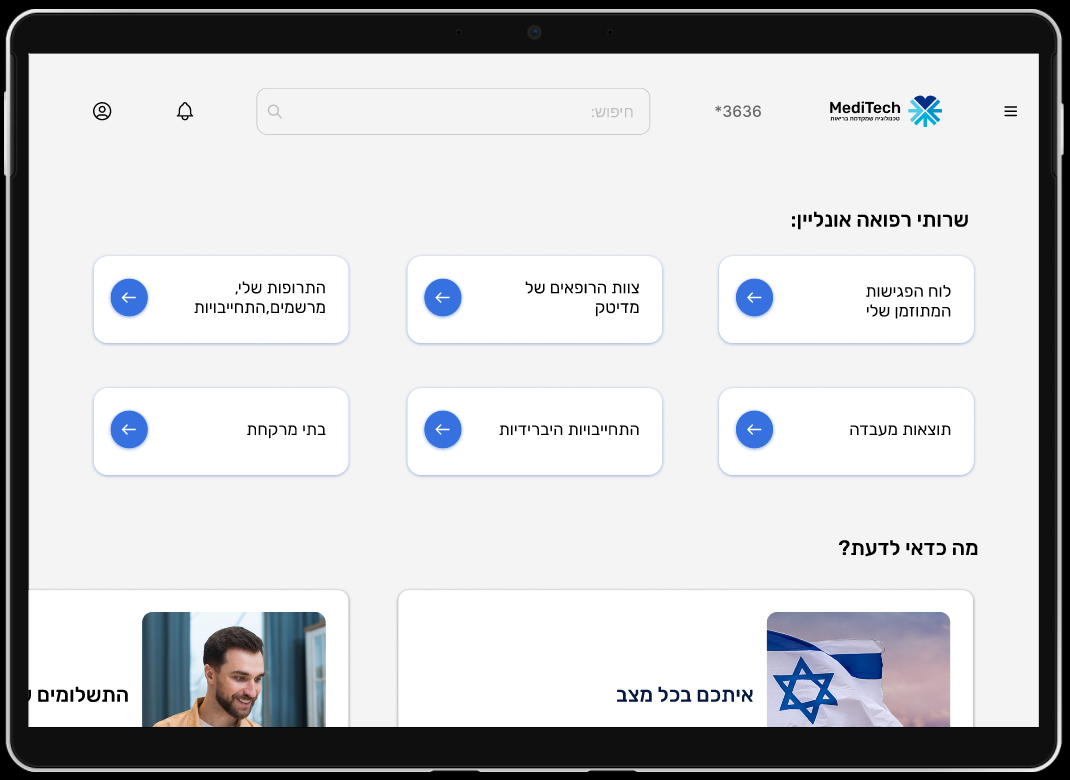 MediTech
טכנולוגיה שמקדמת בריאות
*3636
חיפוש:
שרותי רפואה אונליין:
לוח הפגישות
המתוזמן שלי
צוות הרופאים של
מדיטק
התרופות שלי,
מרשמים,התחייבויות
תוצאות מעבדה
התחייבויות היברידיות
בתי מרקחת
מה כדאי לדעת?
איתכם בכל מצב
התשלומים